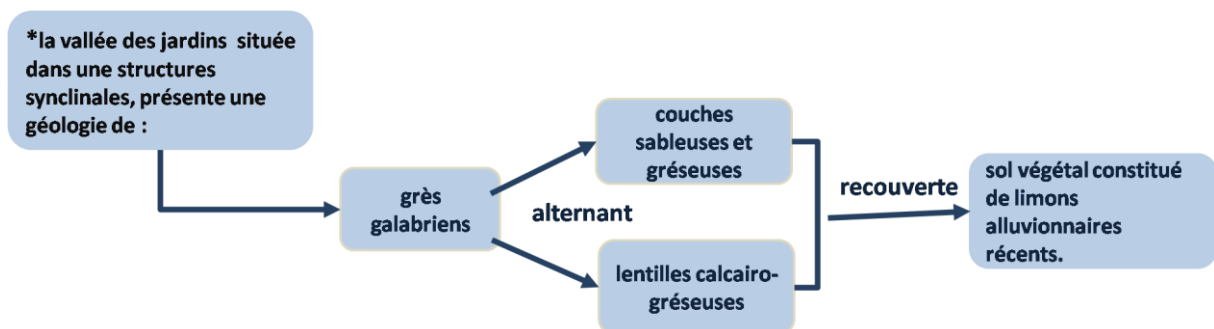 *la vallée des jardins située
dans une structures
synclinales, présente une
géologie de :
grès
galabriens
alternant
couches
sableuses et
gréseuses
lentilles calcairo-
gréseuses
recouverte
sol végétal constitué
de limons
alluvionnaires
récents.